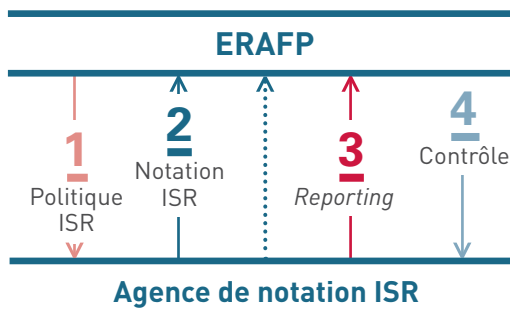 ERAFP
1
Politique
ISR
2
Notation
ISR
3
Reporting
4
Contrôle
Agence de notation ISR